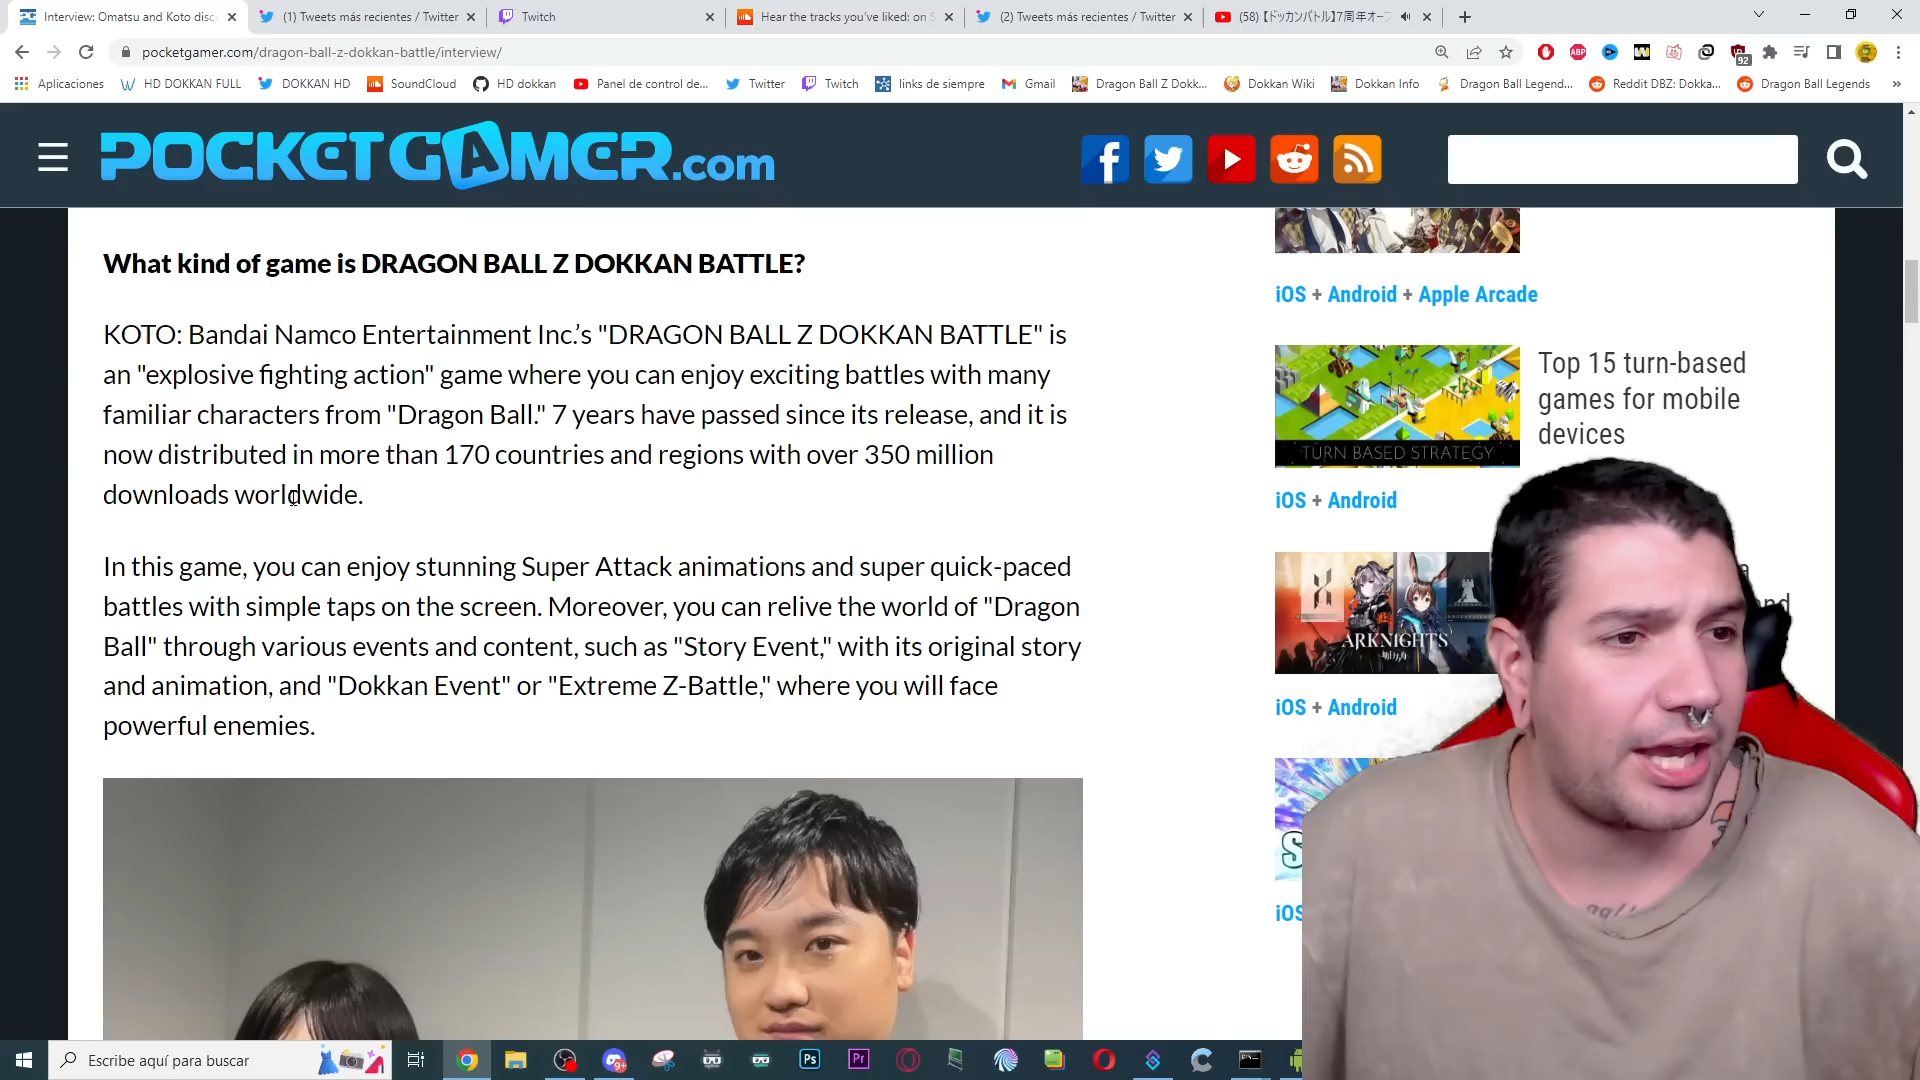 Interview: Omatsu and Koto disc
(1) Tweets más recientes / Twitter
Twitch
Hear the tracks you've liked: on S
(2) Tweets más recientes / Twitter
(58) 【ドッカンバトル】7周年オー
pocketgamer.com/dragon-ball-z-dokkan-battle/interview/
ABP
92
Aplicaciones
HD DOKKAN FULL
DOKKAN HD
SoundCloud
HD dokkan
Panel de control de...
Twitter
Twitch
links de siempre
Gmail
Dragon Ball Z Dokk...
Dokkan Wiki
Dokkan Info
Dragon Ball Legend...
Reddit DBZ: Dokka...
Dragon Ball Legends
»
POCKETGAMER.com
What kind of game is DRAGON BALL Z DOKKAN BATTLE?
KOTO: Bandai Namco Entertainment Inc.’s "DRAGON BALL Z DOKKAN BATTLE" is
an "explosive fighting action" game where you can enjoy exciting battles with many
familiar characters from "Dragon Ball." 7 years have passed since its release, and it is
now distributed in more than 170 countries and regions with over 350 million
downloads worldwide.
In this game, you can enjoy stunning Super Attack animations and super quick-paced
battles with simple taps on the screen. Moreover, you can relive the world of "Dragon
Ball" through various events and content, such as "Story Event," with its original story
and animation, and "Dokkan Event" or "Extreme Z-Battle," where you will face
powerful enemies.
iOS + Android + Apple Arcade
Top 15 turn-based
games for mobile
devices
TURN BASED STRATEGY
iOS + Android
ARKNIGHTS
iOS + Android
iOS
Escribe aquí para buscar
9+
Ps
Pr